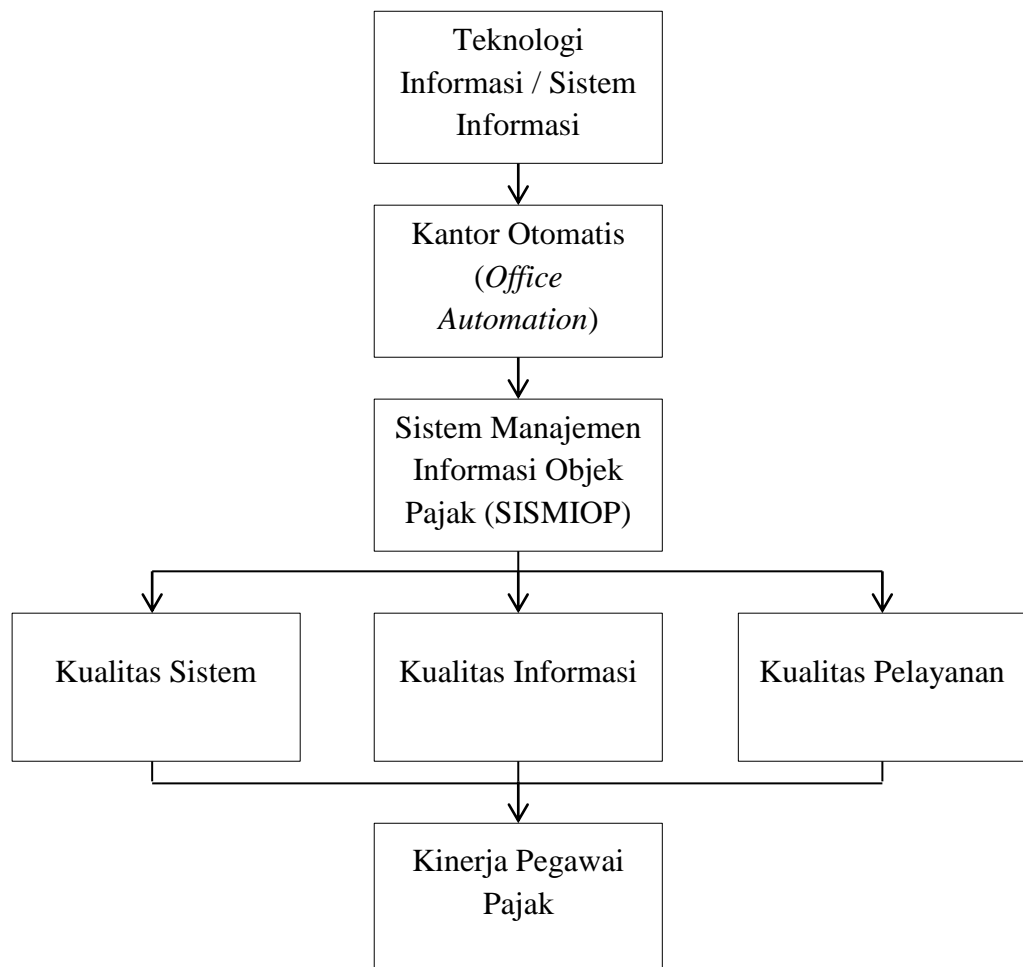 Teknologi
Informasi / Sistem
Informasi
Kantor Otomatis
(Office
Automation)
Sistem Manajemen
Informasi Objek
Pajak (SISMIOP)
Kualitas Sistem
Kualitas Informasi
Kualitas Pelayanan
Kinerja Pegawai
Pajak